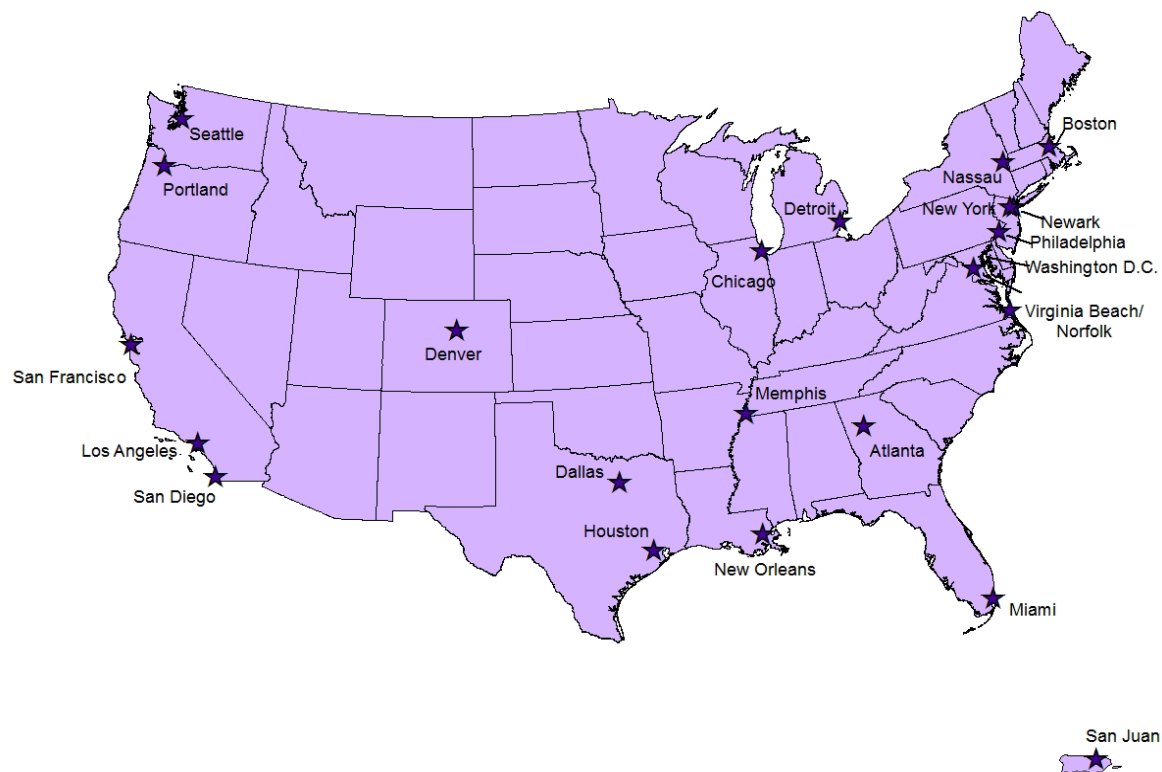 Boston
Seattle
Nassau
Portland
Detroit
New York
Newark
Philadelphia
Washington D.C.
Chicago
Virginia Beach/
Norfolk
Denver
San Francisco
Memphis
Los Angeles
Atlanta
Dallas
San Diego
Houston
New Orleans
Miami
San Juan